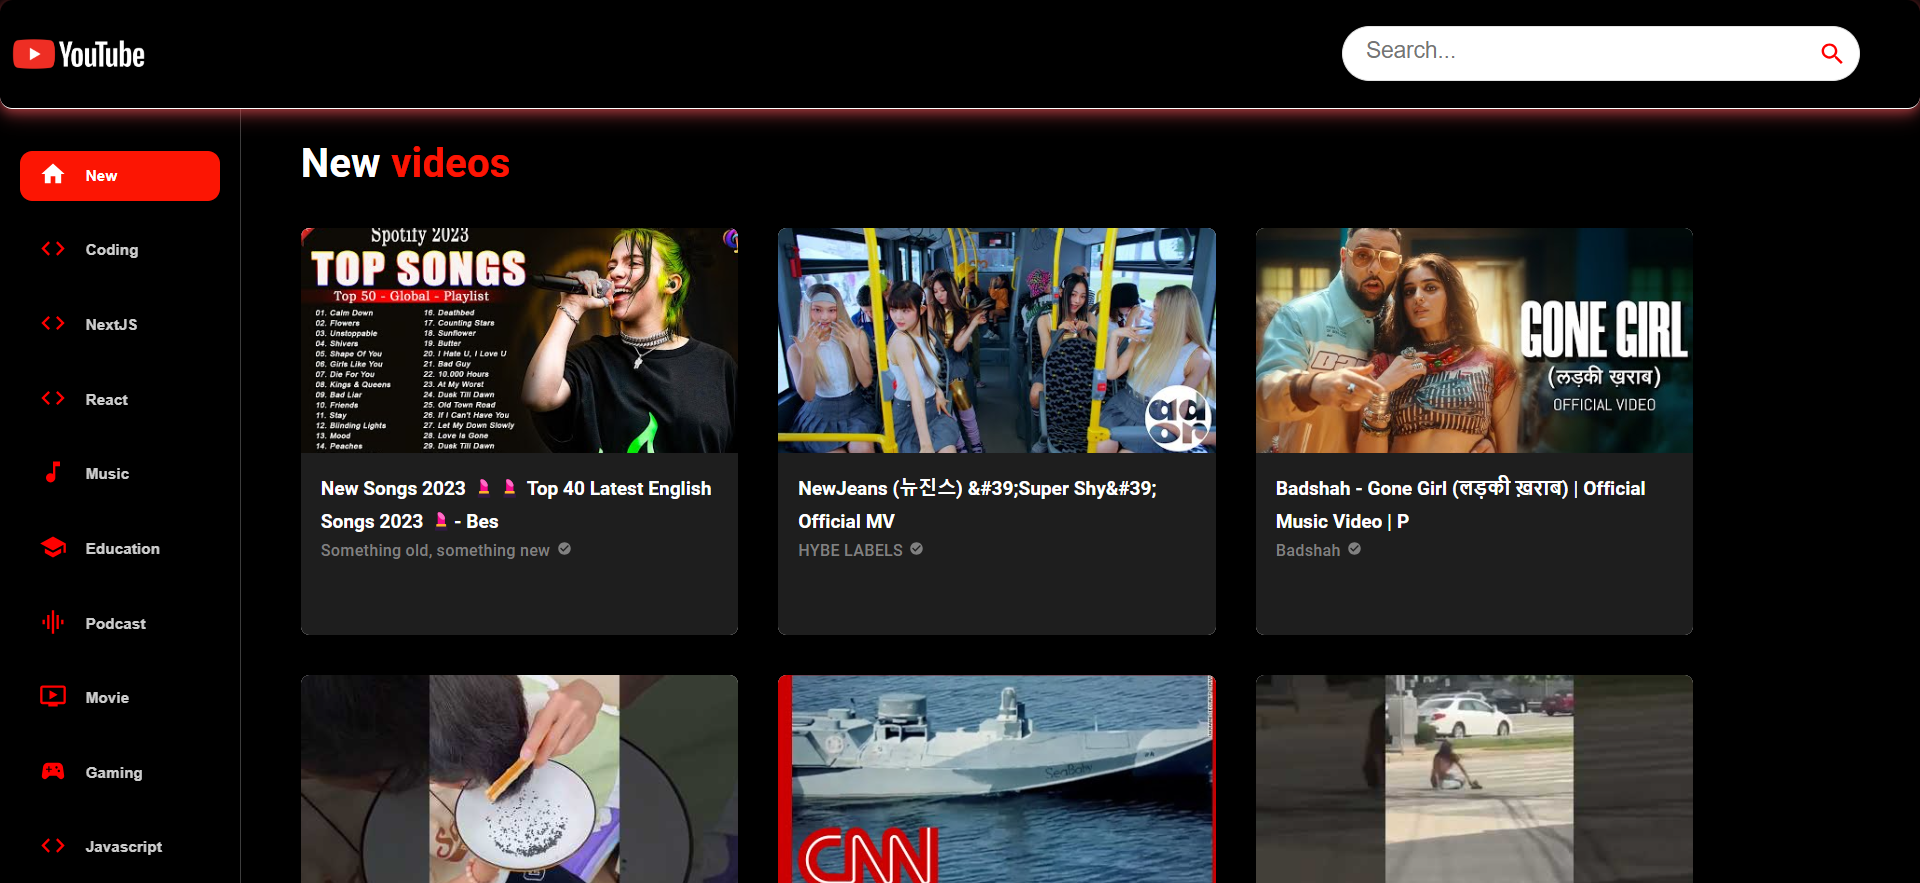 YouTube
Search...
New
Coding
NextJS
React
Music
Education
Podcast
Movie
Gaming
Javascript
New videos
Spotify 2023
TOP SONGS
Top 50 - Global - Playlist
01. Calm Down
02. Flowers
03. Unstoppable
04. Shivers
05. Shape Of You
06. Girls Like You
07. Die For You
08. Kings & Queens
09. Bad Liar
10. Friends
11. Stay
12. Blinding Lights
13. Mood
14. Peaches
16. Deathbed
17. Counting Stars
18. Sunflower
19. Butter
20. I Hate U, I Love U
21. Bad Guy
22. 10.000 Hours
23. At My Worst
24. Dusk Till Dawn
25. Old Town Road
26. If I Can't Have You
27. Let My Down Slowly
28. Love Is Gone
29. Dusk Till Dawn
New Songs 2023 💄 💄 Top 40 Latest English
Songs 2023 💄 - Bes
Something old, something new
ador
NewJeans (뉴진스) &#39;Super Shy&#39;
Official MV
HYBE LABELS
GONE GIRL
(लड़की ख़राब)
OFFICIAL VIDEO
Badshah - Gone Girl (लड़की ख़राब) | Official
Music Video | P
Badshah
SeaBaby
CNN